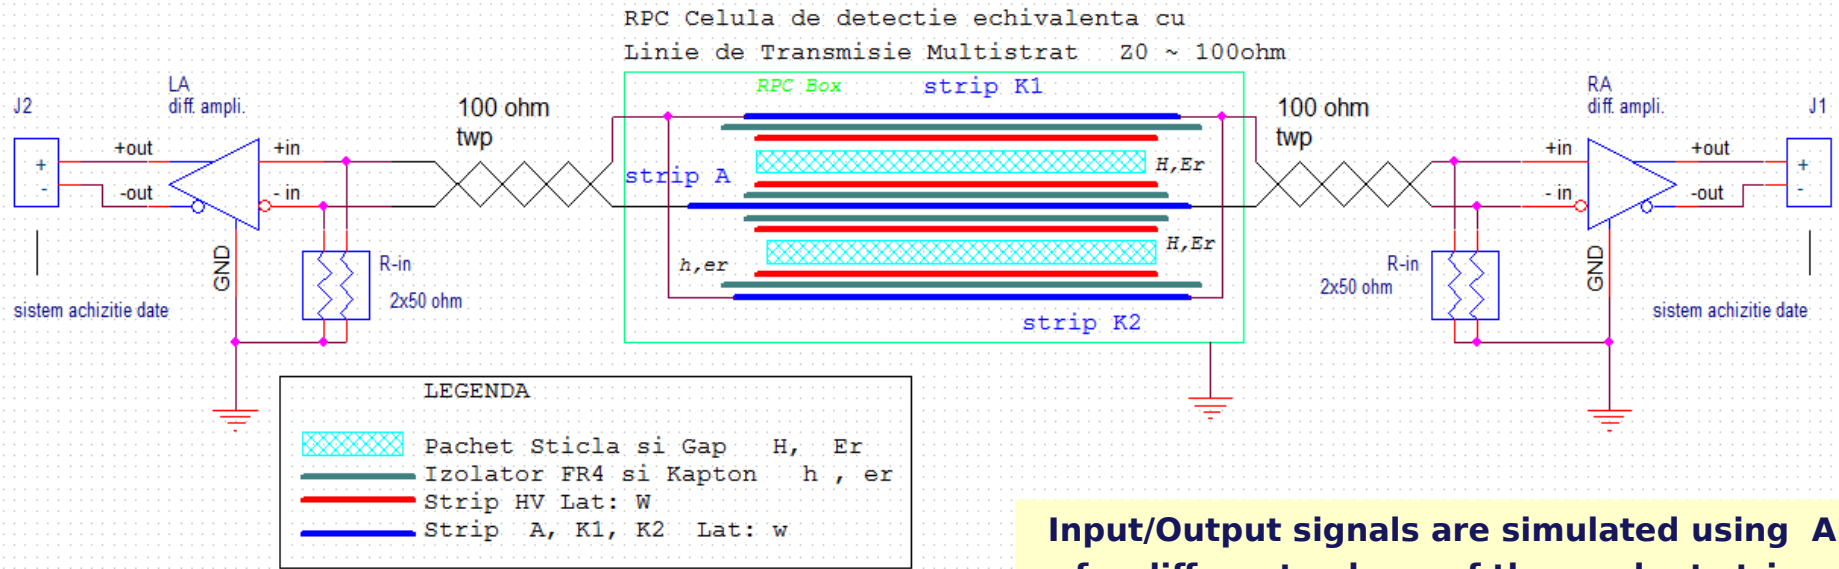 RPC Celula de detectie echivalenta cu
Linie de Transmisie Multistrat Z0 ~ 100ohm
J2
LA
diff. ampli.
100 ohm
twp
RPC Box
strip K1
100 ohm
twp
RA
diff. ampli.
J1
+out
+in
+in
+out
+
-
H,Er
+
-
strip A
-out
- in
- in
-out
H,Er
GND
R-in
2x50 ohm
h,er
R-in
2x50 ohm
GND
sistem achizitie date
strip K2
sistem achizitie date
LEGENDA
Pachet Sticla si Gap H, Er
Izolator FR4 si Kapton h , er
Strip HV Lat: W
Strip A, K1, K2 Lat: w
Input/Output signals are simulated using A